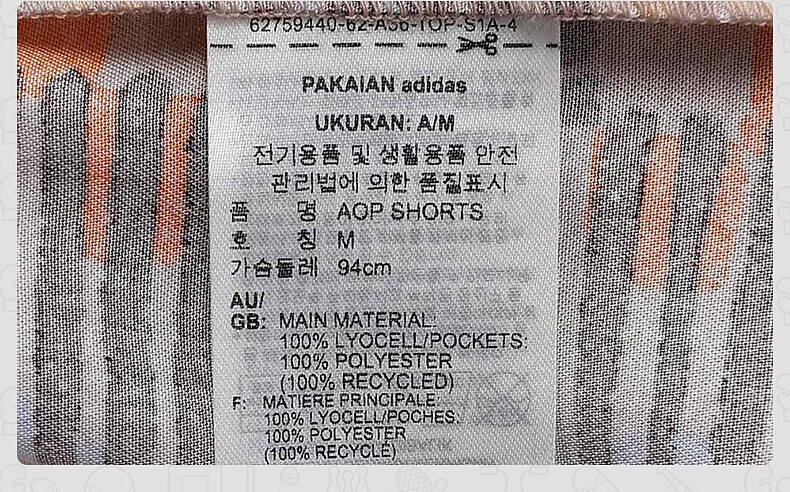 62759440-62-A36-TOP-S1A-4
PAKAIAN adidas
UKURAN: A/M
전기용품 및 생활용품 안전
관리법에 의한 품질표시
품 명 AOP SHORTS
호 칭 M
가슴둘레 94cm
AU/
GB: MAIN MATERIAL:
100% LYOCELL/POCKETS:
100% POLYESTER
(100% RECYCLED)
F: MATIERE PRINCIPALE:
100% LYOCELL/POCHES:
100% POLYESTER
(100% RECYCLÉ)